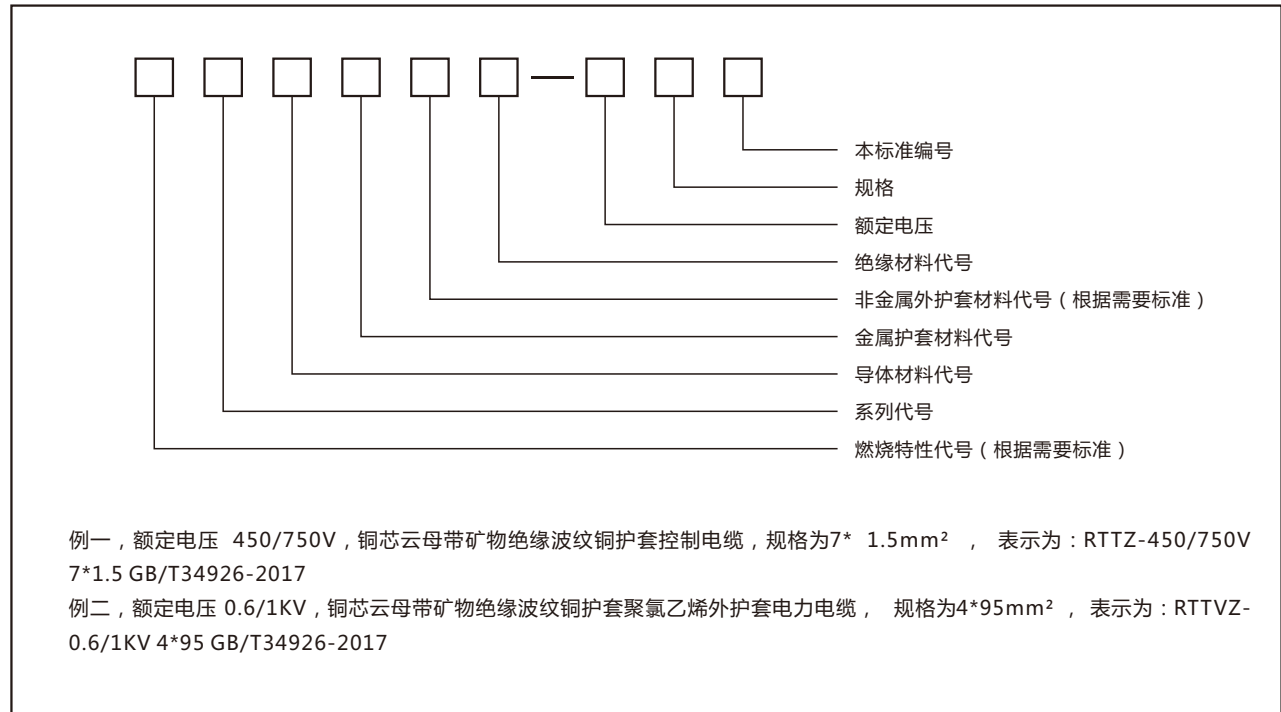 本标准编号
规格
额定电压
绝缘材料代号
非金属外护套材料代号（根据需要标准）
金属护套材料代号
导体材料代号
系列代号
燃烧特性代号（根据需要标准）
例一，额定电压 450/750V，铜芯云母带矿物绝缘波纹铜护套控制电缆，规格为7* 1.5mm² ， 表示为：RTTZ-450/750V
7*1.5 GB/T34926-2017
例二，额定电压 0.6/1KV，铜芯云母带矿物绝缘波纹铜护套聚氯乙烯外护套电力电缆， 规格为4*95mm² ，表示为：RTTVZ-
0.6/1KV 4*95 GB/T34926-2017